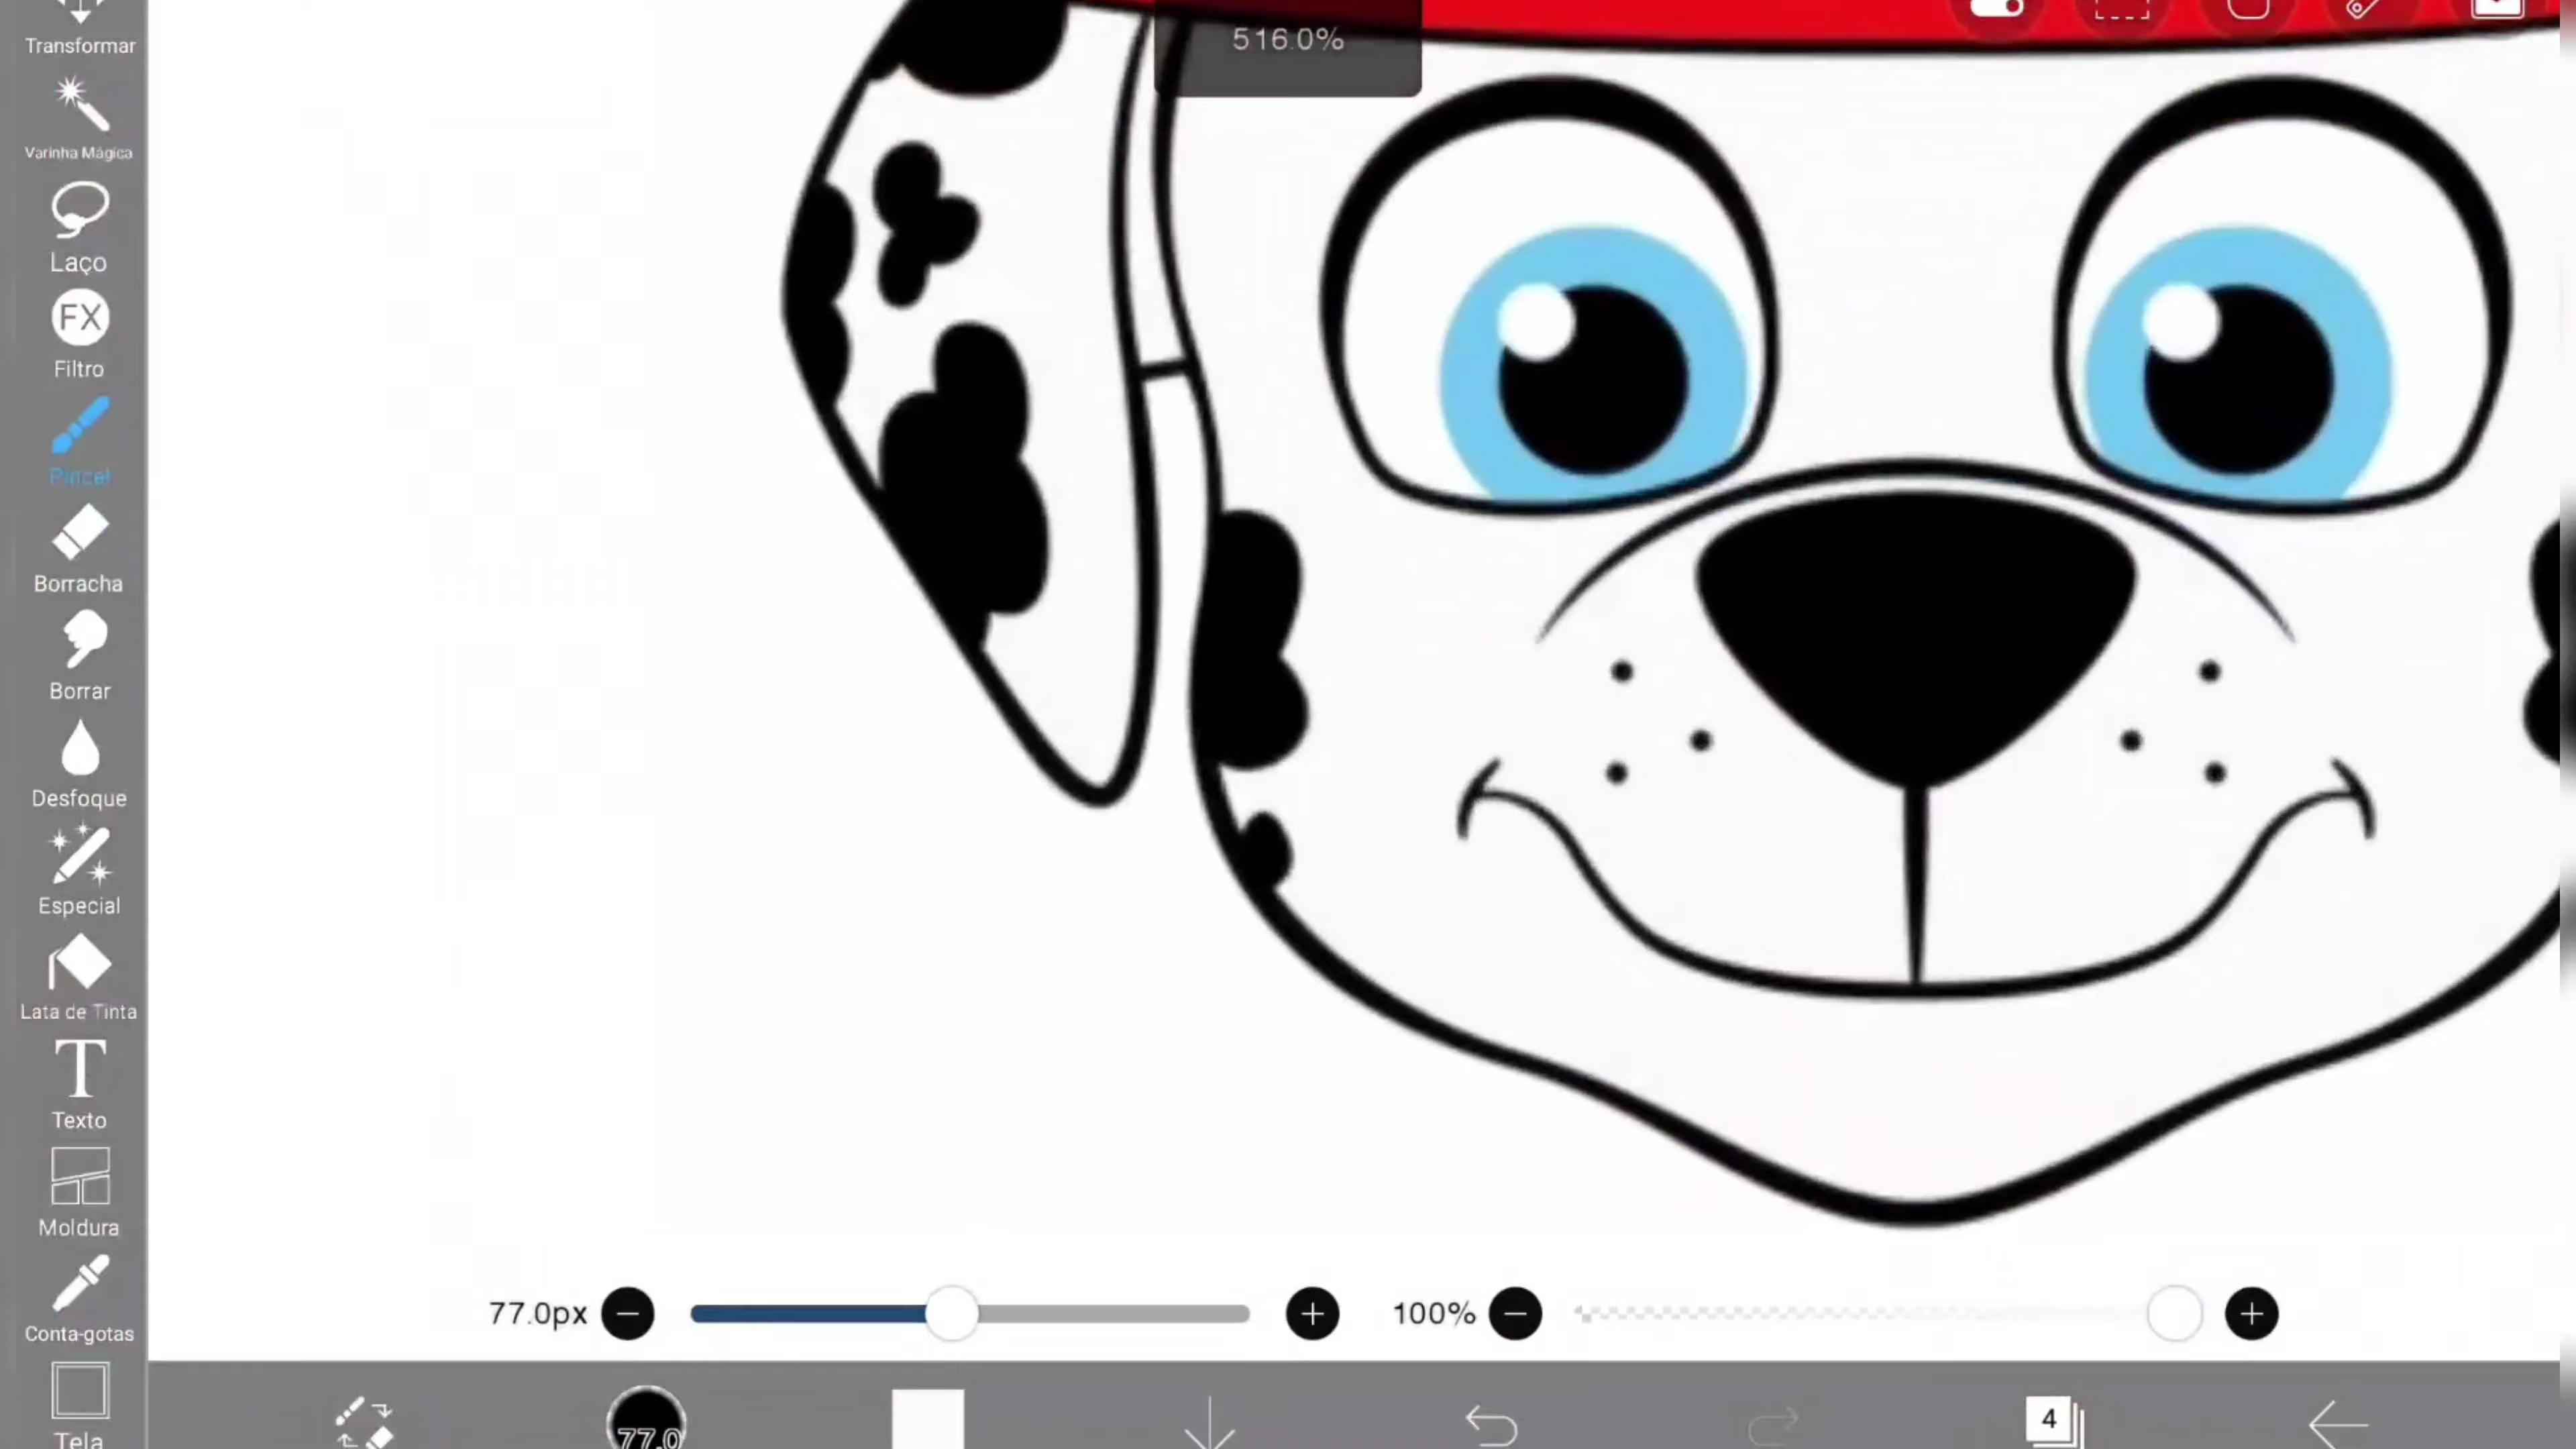 Transformar
516.0%
Varinha Mágica
Laço
FX
Filtro
Pincel
Borracha
Borrar
Desfoque
Especial
Lata de Tinta
T
Texto
Moldura
Conta-gotas
77.0px
100%
Tela
77.0
4